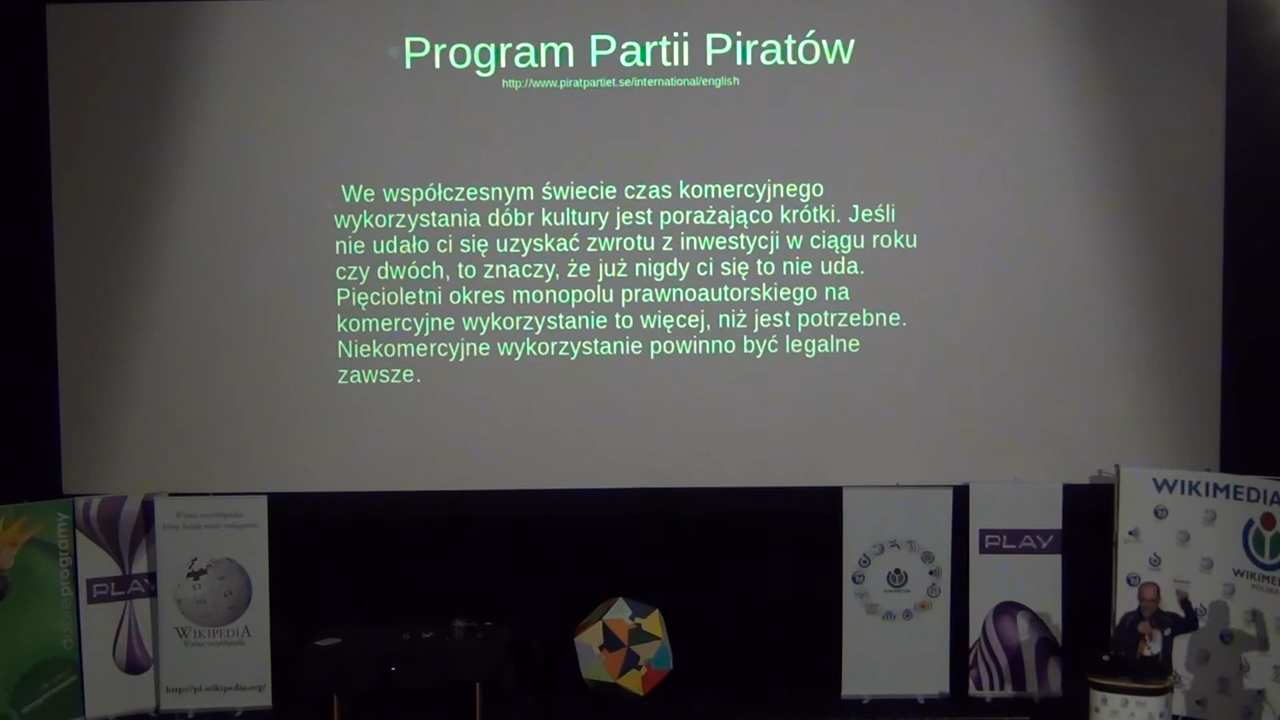 Program Partii Piratów
http://www.piratpartiet.se/international/english
We współczesnym świecie czas komercyjnego
wykorzystania dóbr kultury jest porażająco krótki. Jeśli
nie udało ci się uzyskać zwrotu z inwestycji w ciągu roku
czy dwóch, to znaczy, że już nigdy ci się to nie uda.
Pięcioletni okres monopolu prawnoautorskiego na
komercyjne wykorzystanie to więcej, niż jest potrzebne.
Niekomercyjne wykorzystanie powinno być legalne
zawsze.
programy
PLAY
WIKIPEDIA
http://pl.wikipedia.org/
WIKIMEDIA
PLAY
WIKIMEDIA
WIKIME